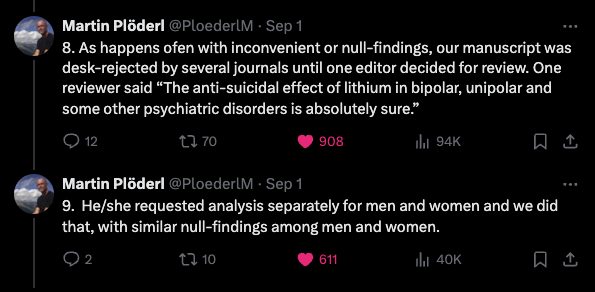 Martin Plöderl @PloederlM · Sep 1
8. As happens ofen with inconvenient or null-findings, our manuscript was
desk-rejected by several journals until one editor decided for review. One
reviewer said “The anti-suicidal effect of lithium in bipolar, unipolar and
some other psychiatric disorders is absolutely sure.”
12 70 908 94K
Martin Plöderl @PloederlM · Sep 1
9. He/she requested analysis separately for men and women and we did
that, with similar null-findings among men and women.
2 10 611 40K